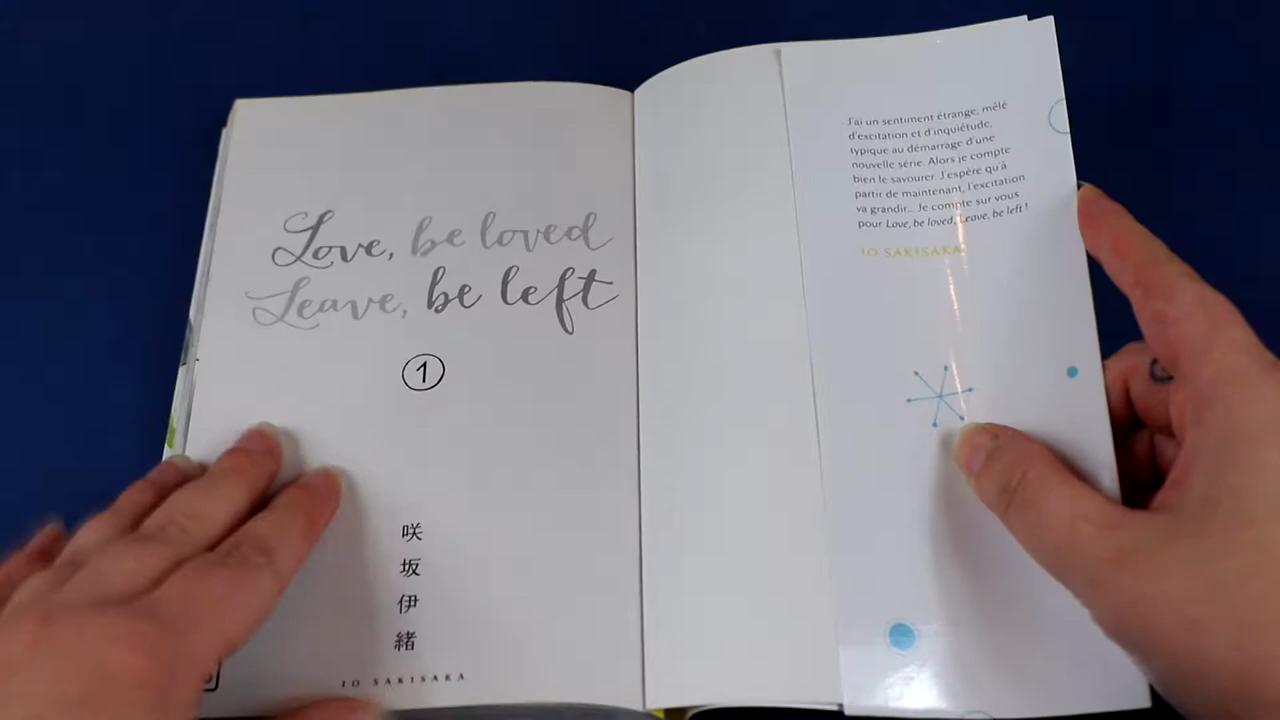 Love, be loved
Leave, be left
1
咲
坂
伊
緒
IO SAKISAKA
J'ai un sentiment étrange, mêlé
d'excitation et d'inquiétude,
typique au démarrage d'une
nouvelle série. Alors je compte
bien le savourer. J'espère qu'à
partir de maintenant, l'excitation
va grandir... Je compte sur vous
pour Love, be loved, Leave, be left !
IO SAKISAKA